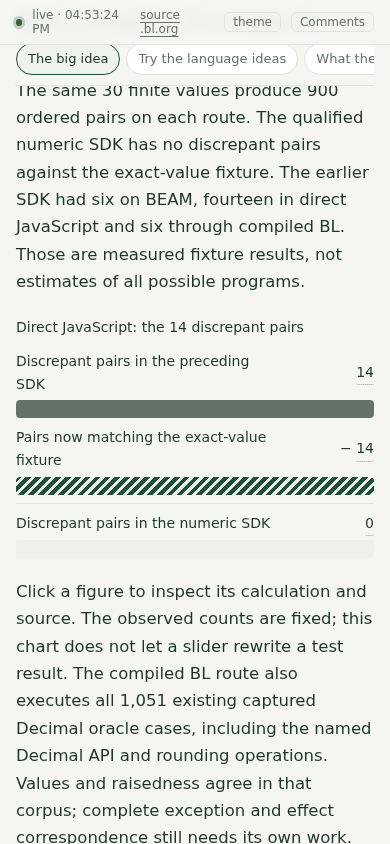 live · 04:53:24
PM
source
.bl.org
theme
Comments
The big idea
Try the language ideas
What the
The same 30 finite values produce 900
ordered pairs on each route. The qualified
numeric SDK has no discrepant pairs
against the exact-value fixture. The earlier
SDK had six on BEAM, fourteen in direct
JavaScript and six through compiled BL.
Those are measured fixture results, not
estimates of all possible programs.
Direct JavaScript: the 14 discrepant pairs
Discrepant pairs in the preceding
SDK
14
Pairs now matching the exact-value
fixture
− 14
Discrepant pairs in the numeric SDK
0
Click a figure to inspect its calculation and
source. The observed counts are fixed; this
chart does not let a slider rewrite a test
result. The compiled BL route also
executes all 1,051 existing captured
Decimal oracle cases, including the named
Decimal API and rounding operations.
Values and raisedness agree in that
corpus; complete exception and effect
correspondence still needs its own work.